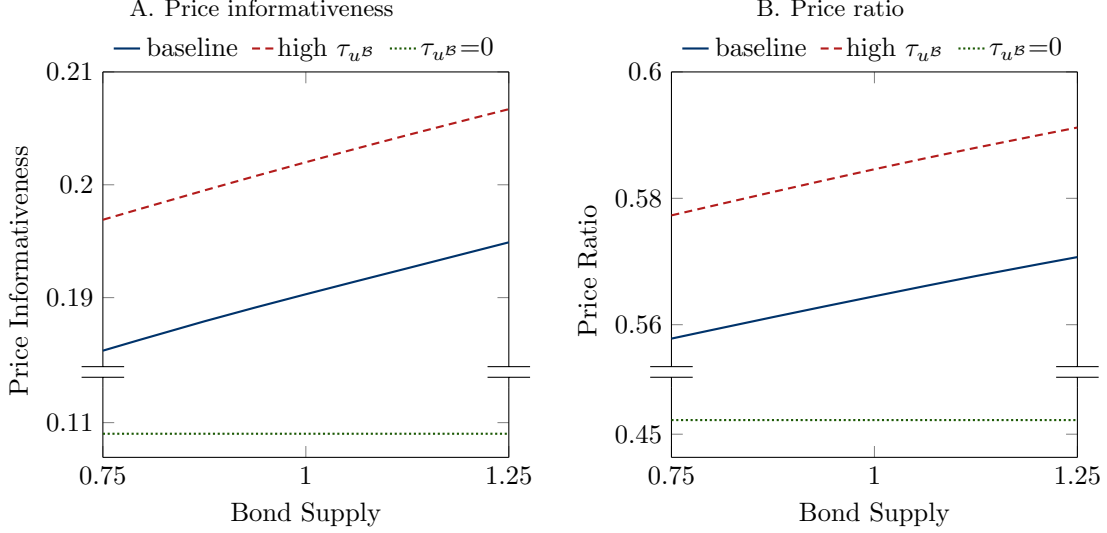 A. Price informativeness
baseline high τ_{u^B} τ_{u^B}=0
0.21
0.2
0.19
0.11
0.75 1 1.25
Price Informativeness
Bond Supply
B. Price ratio
baseline high τ_{u^B} τ_{u^B}=0
0.6
0.58
0.56
0.45
0.75 1 1.25
Price Ratio
Bond Supply